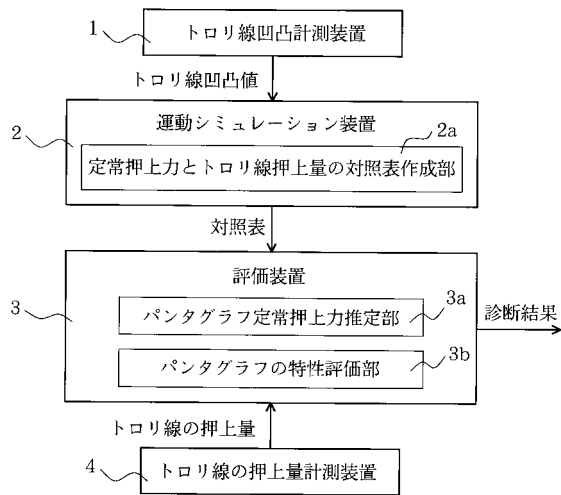 1
トロリ線凹凸計測装置
トロリ線凹凸値
2
運動シミュレーション装置
2a
定常押上力とトロリ線押上量の対照表作成部
対照表
評価装置
3
3a
パンタグラフ定常押上力推定部
診断結果
3b
パンタグラフの特性評価部
トロリ線の押上量
4
トロリ線の押上量計測装置